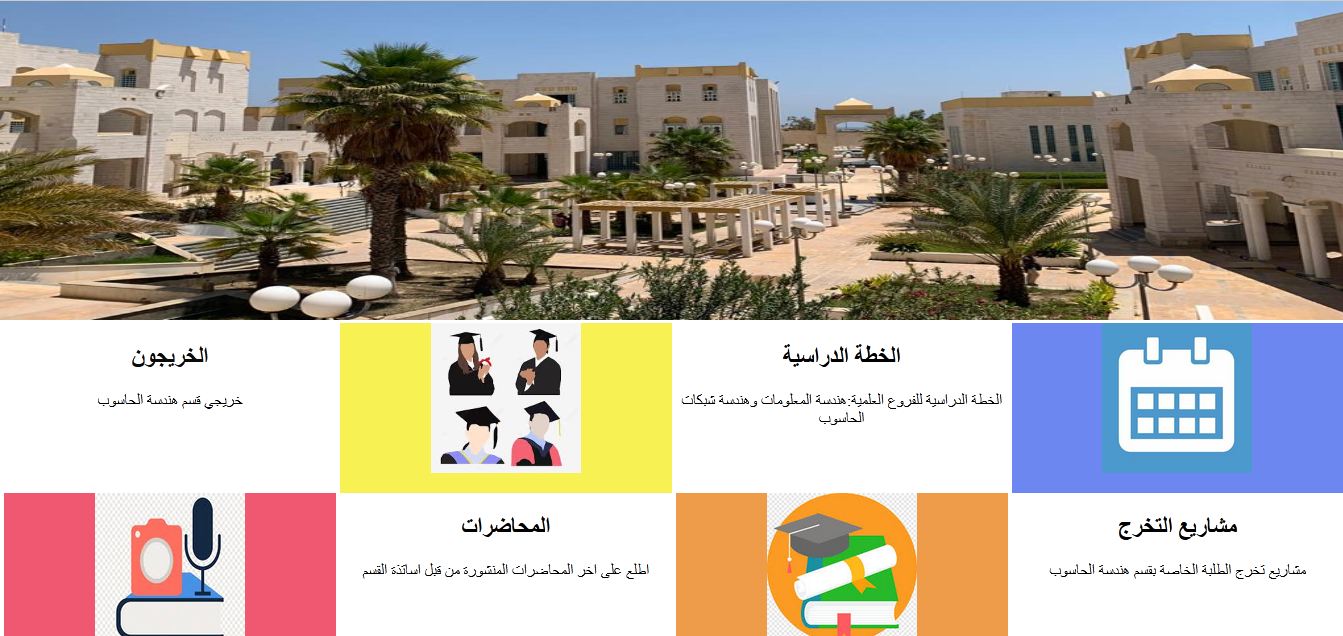 الخطة الدراسية
الخطة الدراسية للفروع العلمية:هندسة المعلومات وهندسة شبكات
الحاسوب
الخريجون
خريجي قسم هندسة الحاسوب
مشاريع التخرج
مشاريع تخرج الطلبة الخاصة بقسم هندسة الحاسوب
المحاضرات
اطلع على اخر المحاضرات المنشورة من قبل اساتذة القسم